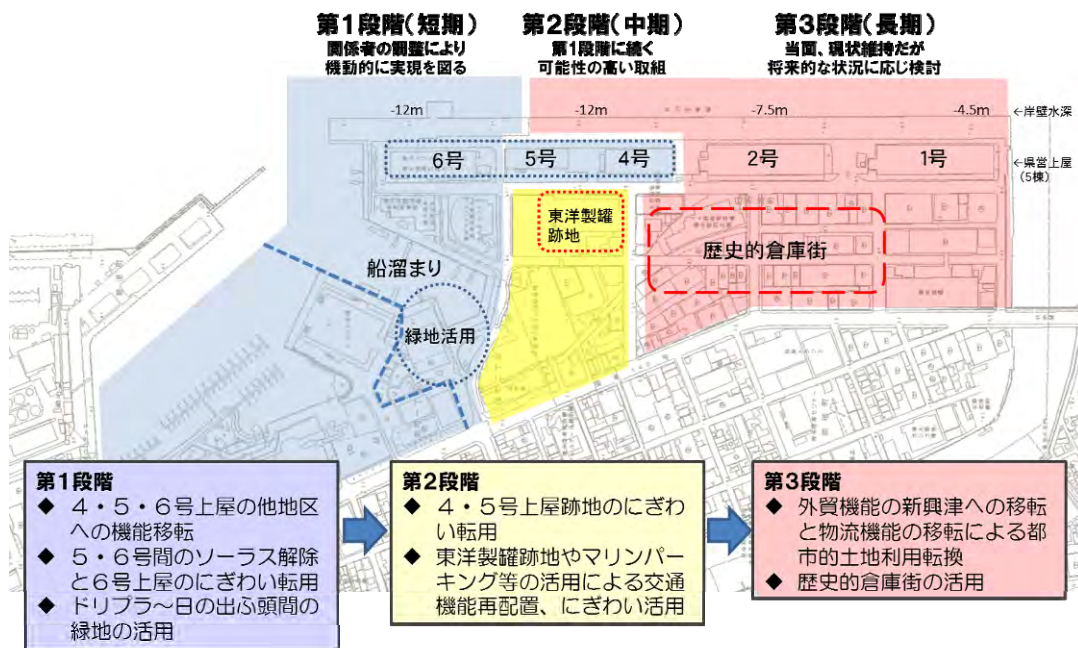 第1段階(短期)
関係者の調整により
機動的に実現を図る
第2段階(中期)
第1段階に続く
可能性の高い取組
第3段階(長期)
当面、現状維持だが
将来的な状況に応じ検討
-12m
-12m
-7.5m
-4.5m
←岸壁水深
6号
5号
4号
2号
1号
←県営上屋
(5棟)
東洋製罐
跡地
歴史的倉庫街
船溜まり
緑地活用
第1段階
◆ 4・5・6号上屋の他地区
への機能移転
◆ 5・6号間のソーラス解除
と6号上屋のにぎわい転用
◆ ドリプラ~日の出ふ頭間の
緑地の活用
第2段階
◆ 4・5号上屋跡地のにぎわ
い転用
◆ 東洋製罐跡地やマリンパー
キング等の活用による交通
機能再配置、にぎわい活用
第3段階
◆ 外貿機能の新興津への移転
と物流機能の移転による都
市的土地利用転換
◆ 歴史的倉庫街の活用